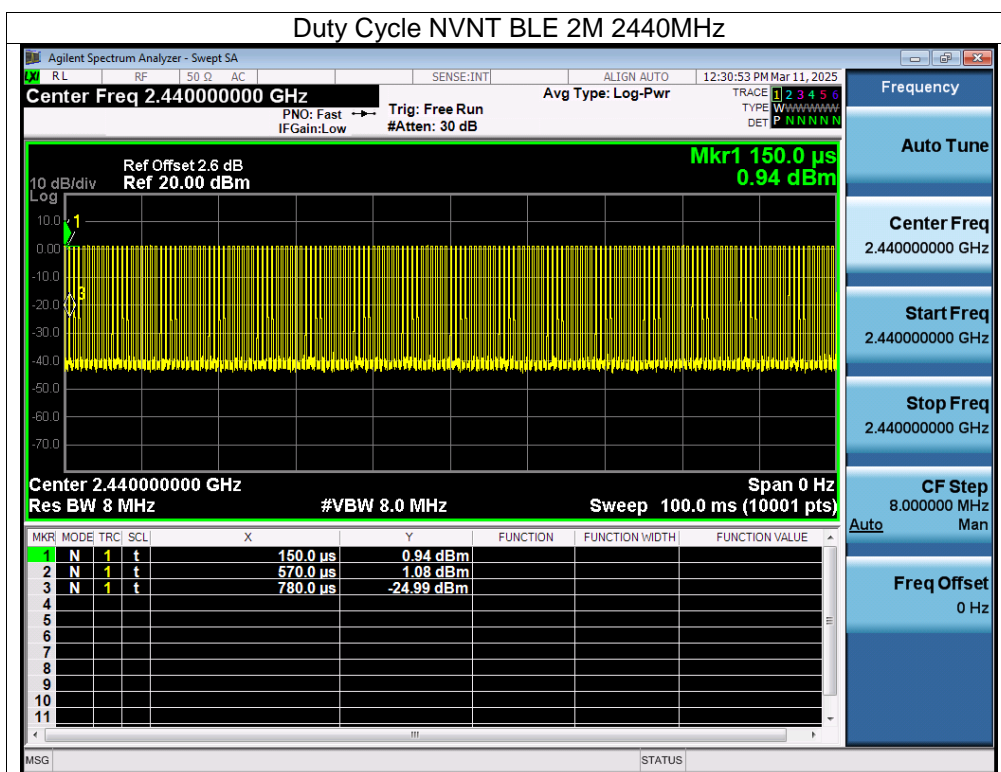 Duty Cycle NVNT BLE 2M 2440MHz
Agilent Spectrum Analyzer - Swept SA
LXI RL RF 50 Ω AC SENSE:INT ALIGN AUTO 12:30:53 PM Mar 11, 2025
Center Freq 2.440000000 GHz Avg Type: Log-Pwr TRACE 1 2 3 4 5 6
PNO: Fast Trig: Free Run TYPE WWWWWW
IFGain:Low #Atten: 30 dB DET P N N N N N
Frequency
Auto Tune
Center Freq
2.440000000 GHz
Start Freq
2.440000000 GHz
Stop Freq
2.440000000 GHz
CF Step
8.000000 MHz
Auto Man
Freq Offset
0 Hz
Mkr1 150.0 µs
0.94 dBm
Ref Offset 2.6 dB
10 dB/div Ref 20.00 dBm
Log
10.0
0.00
-10.0
-20.0
-30.0
-40.0
-50.0
-60.0
-70.0
1
3
Center 2.440000000 GHz Span 0 Hz
Res BW 8 MHz #VBW 8.0 MHz Sweep 100.0 ms (10001 pts)
MKR MODE TRC SCL X Y FUNCTION FUNCTION WIDTH FUNCTION VALUE
1 N 1 t 150.0 µs 0.94 dBm
2 N 1 t 570.0 µs 1.08 dBm
3 N 1 t 780.0 µs -24.99 dBm
4
5
6
7
8
9
10
11
MSG STATUS